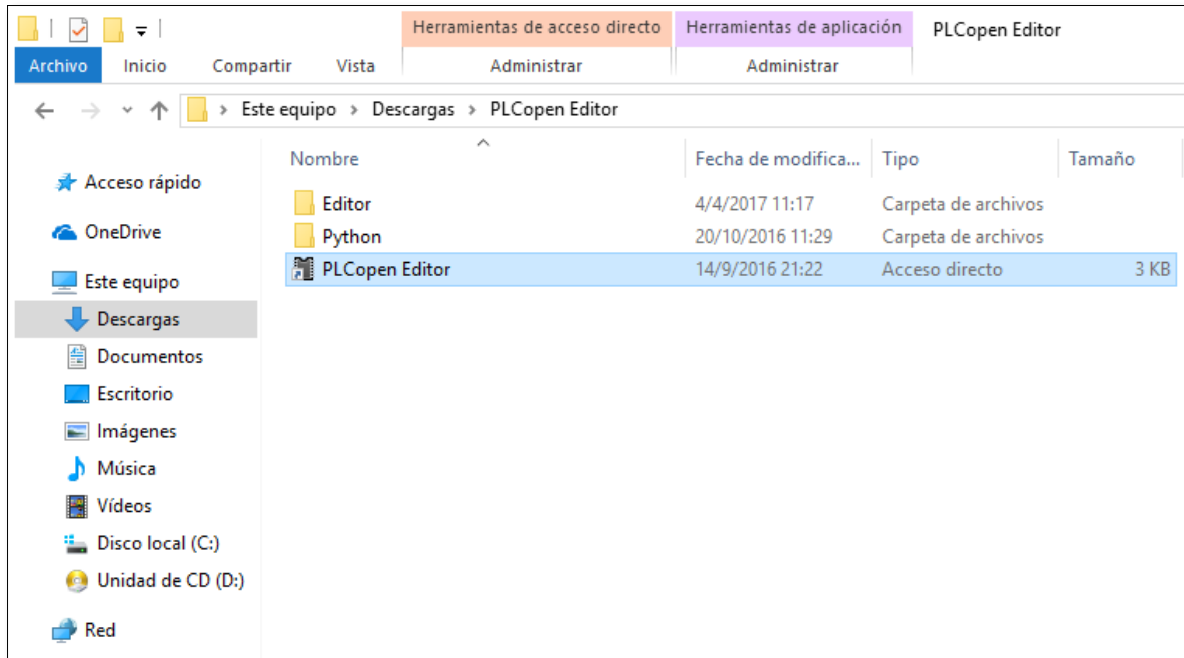 Herramientas de acceso directo Herramientas de aplicación PLCopen Editor
Archivo Inicio Compartir Vista Administrar Administrar
Este equipo > Descargas > PLCopen Editor
Nombre Fecha de modifica... Tipo Tamaño
Acceso rápido
OneDrive
Este equipo
Descargas
Documentos
Escritorio
Imágenes
Música
Vídeos
Disco local (C:)
Unidad de CD (D:)
Red
Editor 4/4/2017 11:17 Carpeta de archivos
Python 20/10/2016 11:29 Carpeta de archivos
PLCopen Editor 14/9/2016 21:22 Acceso directo 3 KB